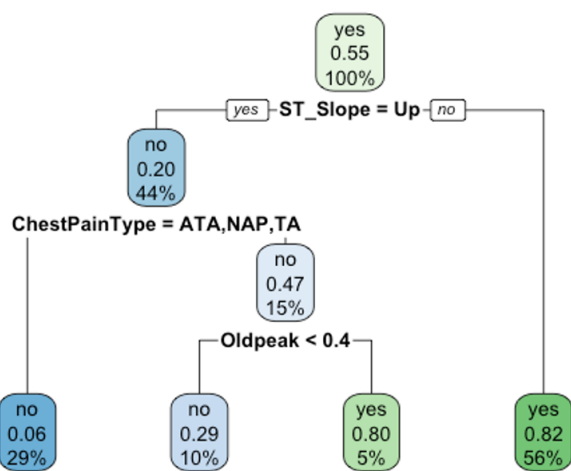 yes
0.55
100%
yes ST_Slope = Up no
no
0.20
44%
ChestPainType = ATA,NAP,TA
no
0.47
15%
Oldpeak < 0.4
no
0.06
29%
no
0.29
10%
yes
0.80
5%
yes
0.82
56%